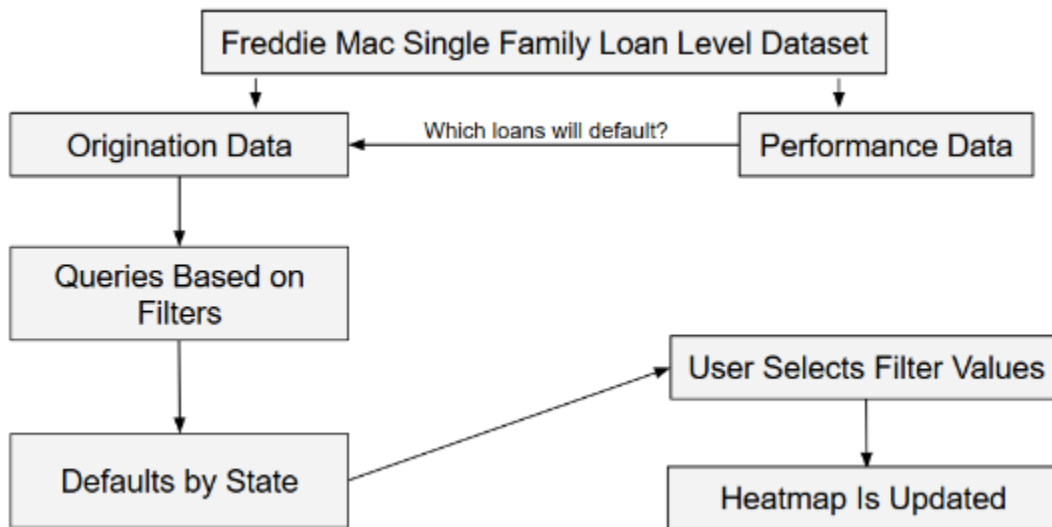 Freddie Mac Single Family Loan Level Dataset
Which loans will default?
Origination Data
Performance Data
Queries Based on
Filters
User Selects Filter Values
Defaults by State
Heatmap Is Updated